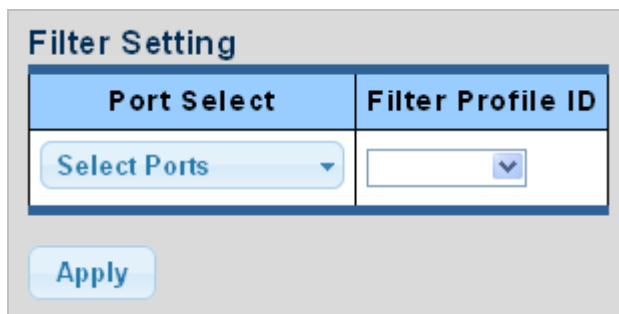 Filter Setting
Port Select Filter Profile ID
Select Ports
Apply